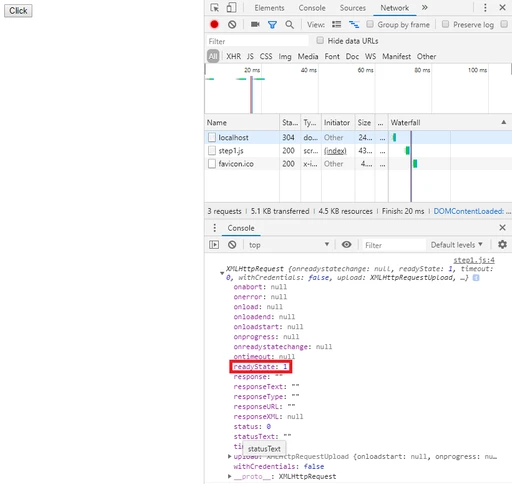 Click
Elements Console Sources Network »
View: Group by frame Preserve log
Filter Hide data URLs
All XHR JS CSS Img Media Font Doc WS Manifest Other
20 ms 40 ms 60 ms 80 ms 100 ms
Name Sta... Ty... Initiator Size ... Waterfall
localhost 304 do... Other 24... ...
step1.js 200 scr... (index) 43... ...
favicon.ico 200 x-i... Other 4.... ...
3 requests | 5.1 KB transferred | 4.5 KB resources | Finish: 20 ms | DOMContentLoaded: ...
Console
top Filter Default levels
step1.js:4
XMLHttpRequest {onreadystatechange: null, readyState: 1, timeout:
0, withCredentials: false, upload: XMLHttpRequestUpload, …}
onabort: null
onerror: null
onload: null
onloadend: null
onloadstart: null
onprogress: null
onreadystatechange: null
ontimeout: null
readyState: 1
response: ""
responseText: ""
responseType: ""
responseURL: ""
responseXML: null
status: 0
statusText: ""
statusText
upload: XMLHttpRequestUpload {onloadstart: null, onprogress: nu…
withCredentials: false
__proto__: XMLHttpRequest